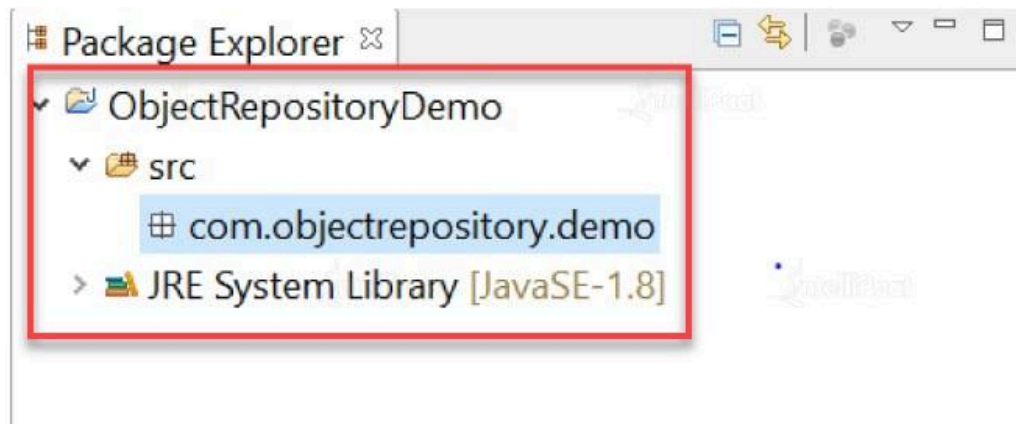 Package Explorer
ObjectRepositoryDemo
src
com.objectrepository.demo
JRE System Library [JavaSE-1.8]